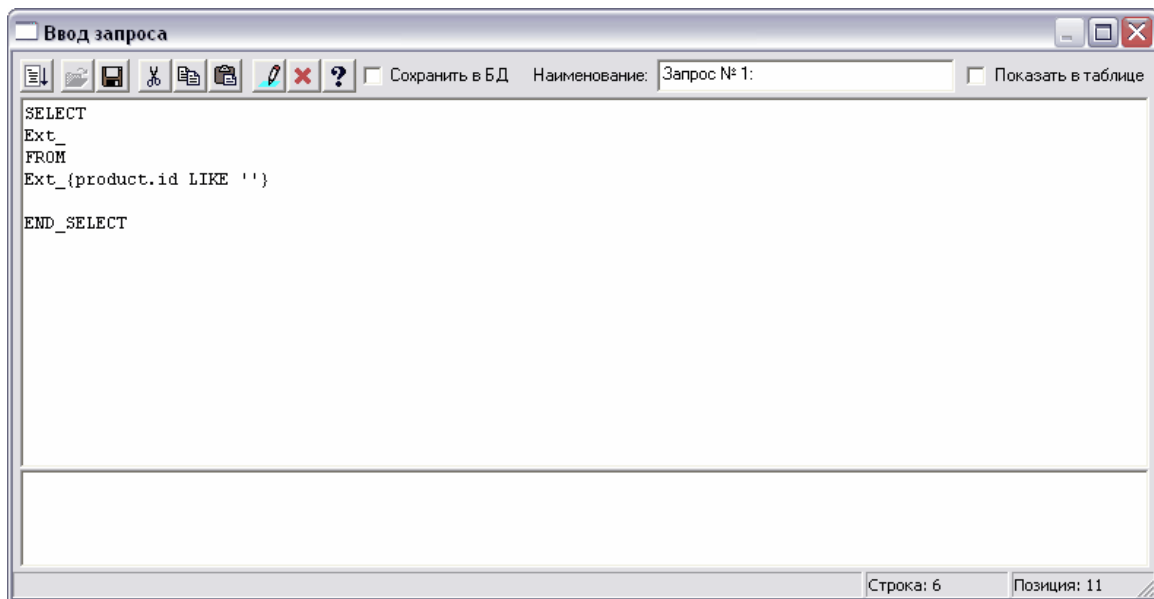 Ввод запроса
? Сохранить в БД Наименование: Запрос № 1: Показать в таблице
SELECT
Ext_
FROM
Ext_{product.id LIKE ''}
END_SELECT
Строка: 6 Позиция: 11